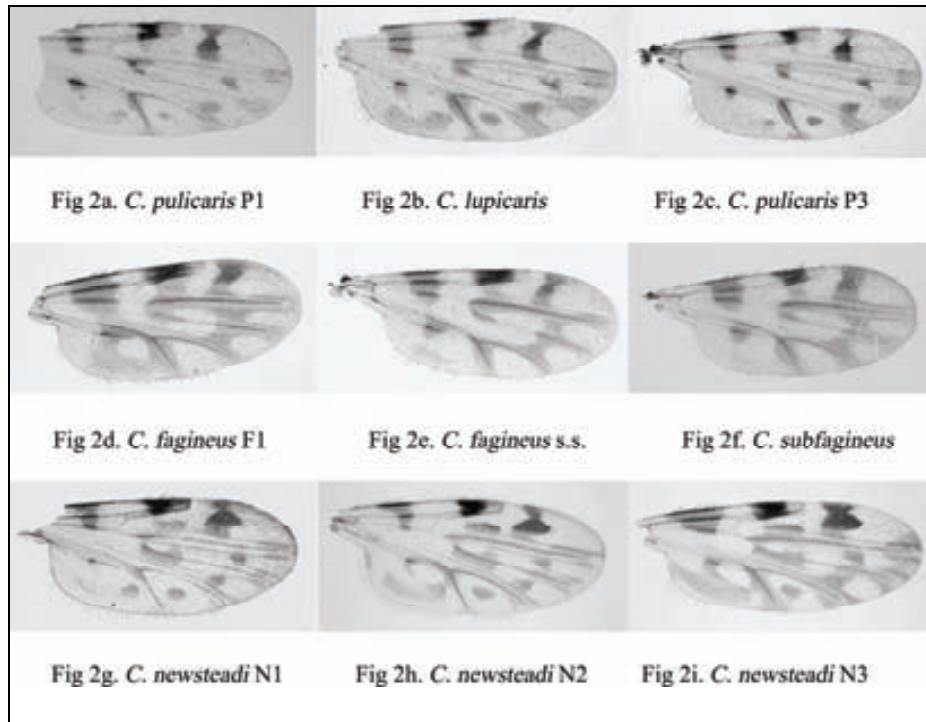 Fig 2a. C. pulicaris P1 Fig 2b. C. lupicaris Fig 2c. C. pulicaris P3
Fig 2d. C. fagineus F1 Fig 2e. C. fagineus s.s. Fig 2f. C. subfagineus
Fig 2g. C. newsteadi N1 Fig 2h. C. newsteadi N2 Fig 2i. C. newsteadi N3